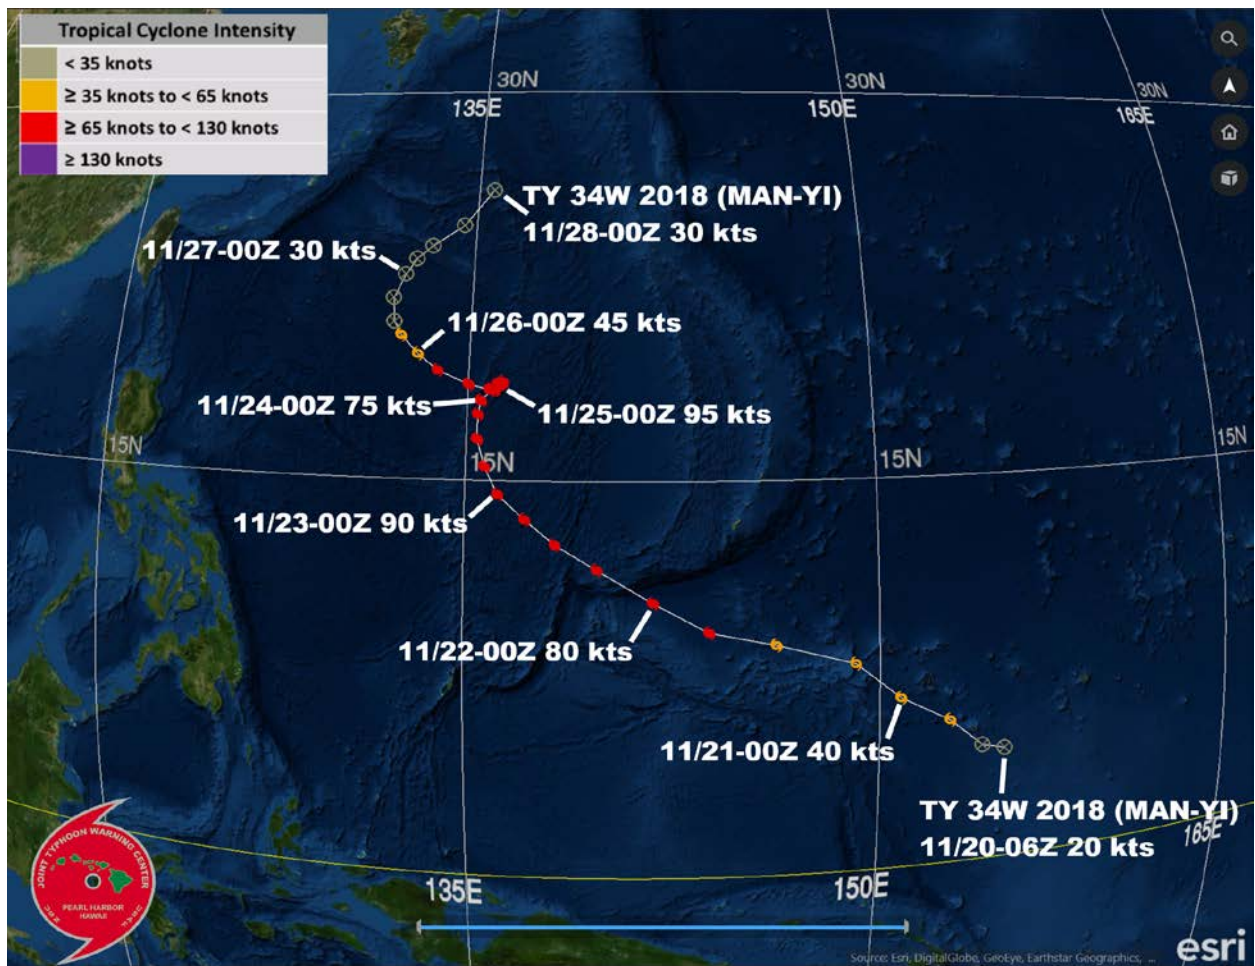 Tropical Cyclone Intensity
< 35 knots
≥ 35 knots to < 65 knots
≥ 65 knots to < 130 knots
≥ 130 knots
30N
30N
30N
135E
150E
165E
TY 34W 2018 (MAN-YI)
11/28-00Z 30 kts
11/27-00Z 30 kts
11/26-00Z 45 kts
11/24-00Z 75 kts
11/25-00Z 95 kts
15N
15N
15N
15N
11/23-00Z 90 kts
11/22-00Z 80 kts
11/21-00Z 40 kts
TY 34W 2018 (MAN-YI)
11/20-06Z 20 kts
165E
135E
150E
JOINT TYPHOON WARNING CENTER
PEARL HARBOR
HAWAII
esri
Source: Esri, DigitalGlobe, GeoEye, Earthstar Geographics, ...